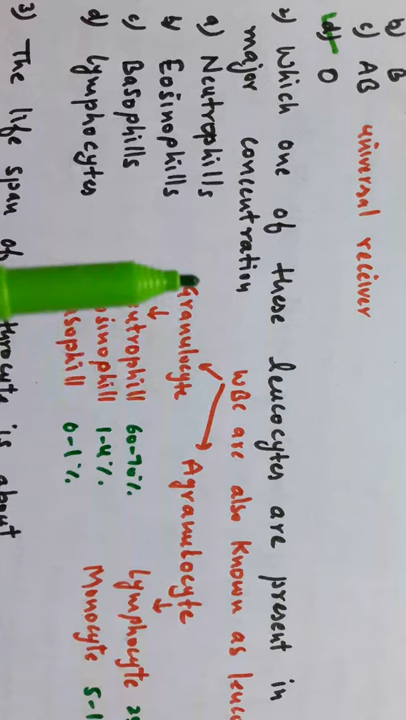 b) B
c) AB universal receiver
d) O
2) Which one of these leucocytes are present in
major concentration
WBC are also known as
a) Neutrophills
Granulocyte Agranulocyte
b) Eosinophills
c) Basophills
60-70% Lymphocyte
d) Lymphocytes
1-4% Monocyte
0-1%
3) The life span of is about